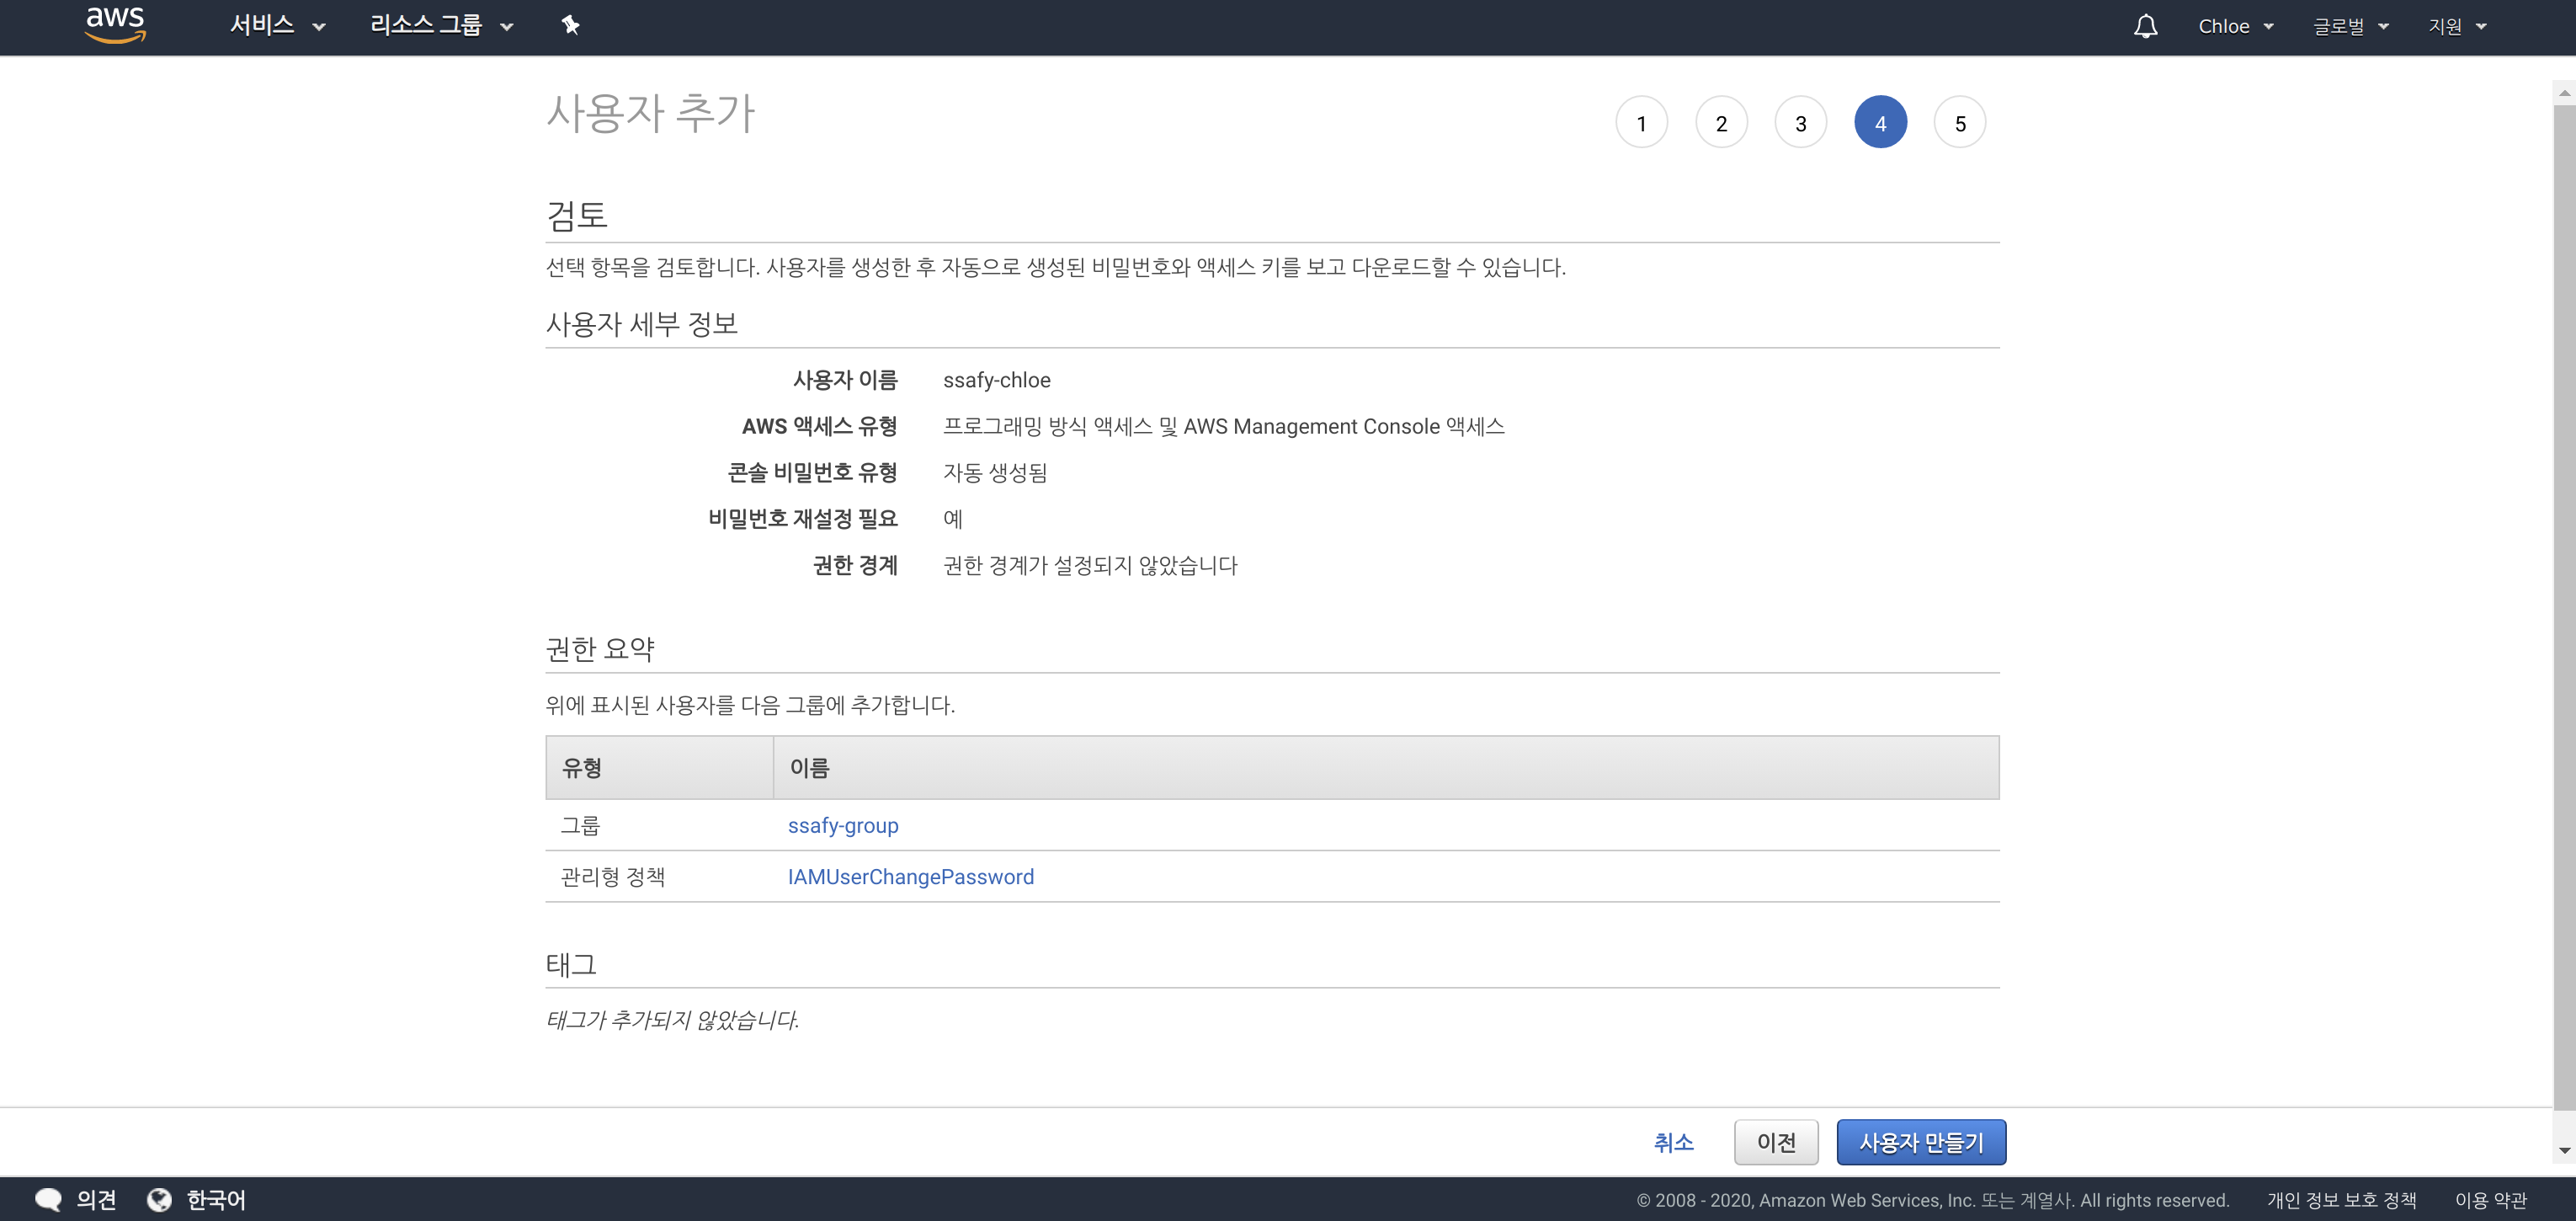 aws 서비스 리소스 그룹 Chloe 글로벌 지원
사용자 추가 1 2 3 4 5
검토
선택 항목을 검토합니다. 사용자를 생성한 후 자동으로 생성된 비밀번호와 액세스 키를 보고 다운로드할 수 있습니다.
사용자 세부 정보
사용자 이름 ssafy-chloe
AWS 액세스 유형 프로그래밍 방식 액세스 및 AWS Management Console 액세스
콘솔 비밀번호 유형 자동 생성됨
비밀번호 재설정 필요 예
권한 경계 권한 경계가 설정되지 않았습니다
권한 요약
위에 표시된 사용자를 다음 그룹에 추가합니다.
유형 이름
그룹 ssafy-group
관리형 정책 IAMUserChangePassword
태그
태그가 추가되지 않았습니다.
취소 이전 사용자 만들기
의견 한국어 © 2008 - 2020, Amazon Web Services, Inc. 또는 계열사. All rights reserved. 개인 정보 보호 정책 이용 약관